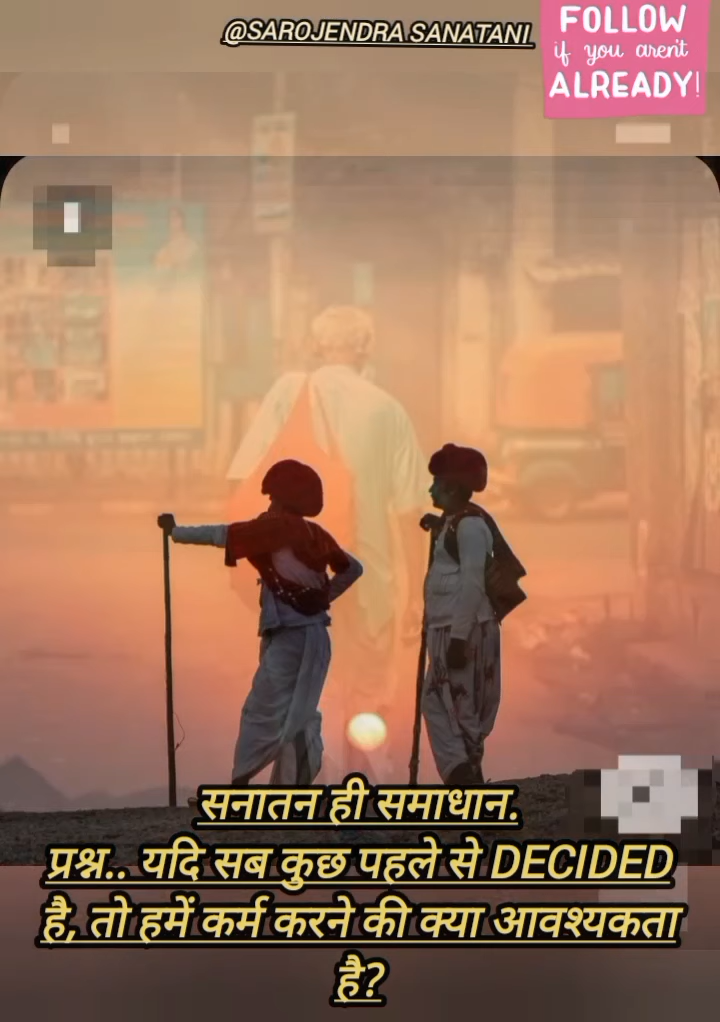 @SAROJENDRA SANATANI
FOLLOW
if you aren't
ALREADY!
सनातन ही समाधान.
प्रश्न.. यदि सब कुछ पहले से DECIDED
है, तो हमें कर्म करने की क्या आवश्यकता
है?